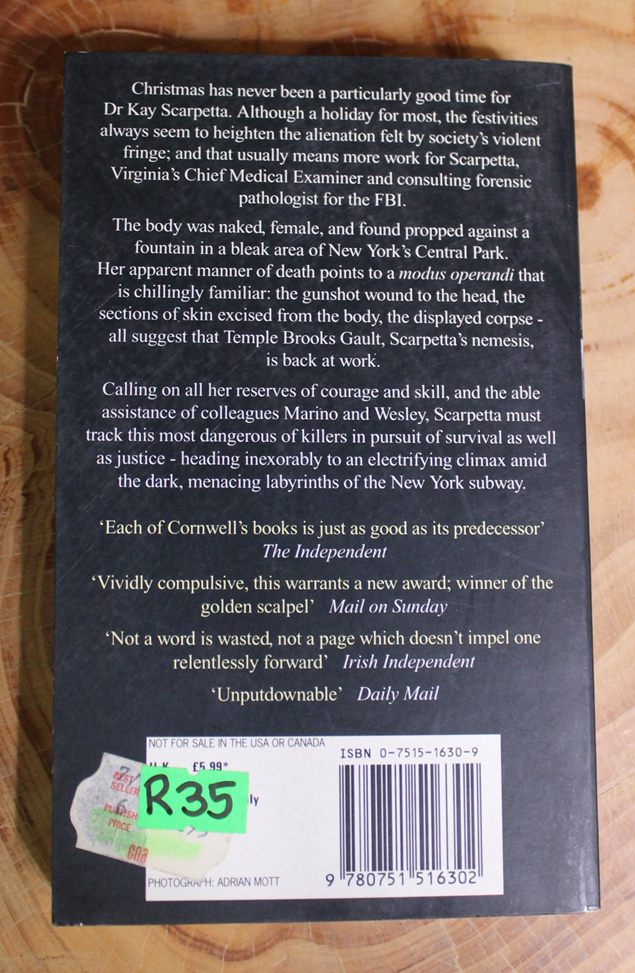 Christmas has never been a particularly good time for
Dr Kay Scarpetta. Although a holiday for most, the festivities
always seem to heighten the alienation felt by society's violent
fringe; and that usually means more work for Scarpetta,
Virginia's Chief Medical Examiner and consulting forensic
pathologist for the FBI.
The body was naked, female, and found propped against a
fountain in a bleak area of New York's Central Park.
Her apparent manner of death points to a modus operandi that
is chillingly familiar: the gunshot wound to the head, the
sections of skin excised from the body, the displayed corpse -
all suggest that Temple Brooks Gault, Scarpetta's nemesis,
is back at work.
Calling on all her reserves of courage and skill, and the able
assistance of colleagues Marino and Wesley, Scarpetta must
track this most dangerous of killers in pursuit of survival as well
as justice - heading inexorably to an electrifying climax amid
the dark, menacing labyrinths of the New York subway.
'Each of Cornwell's books is just as good as its predecessor'
The Independent
'Vividly compulsive, this warrants a new award; winner of the
golden scalpel' Mail on Sunday
'Not a word is wasted, not a page which doesn't impel one
relentlessly forward' Irish Independent
'Unputdownable' Daily Mail
NOT FOR SALE IN THE USA OR CANADA
£5.99*
R35
SELLER
PRICE
PHOTOGRAPH: ADRIAN MOTT
ISBN 0-7515-1630-9
9 780751 516302